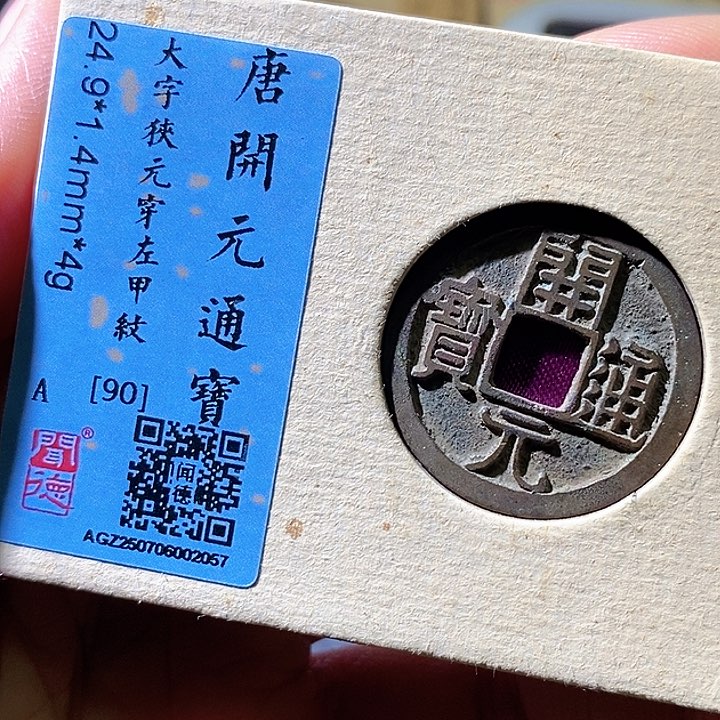 唐開元通寶
大字狹元穿左甲紋
24.9*1.4mm*4g
A [90]
聞德®
闻德
AGZ250706002057
開元通寶